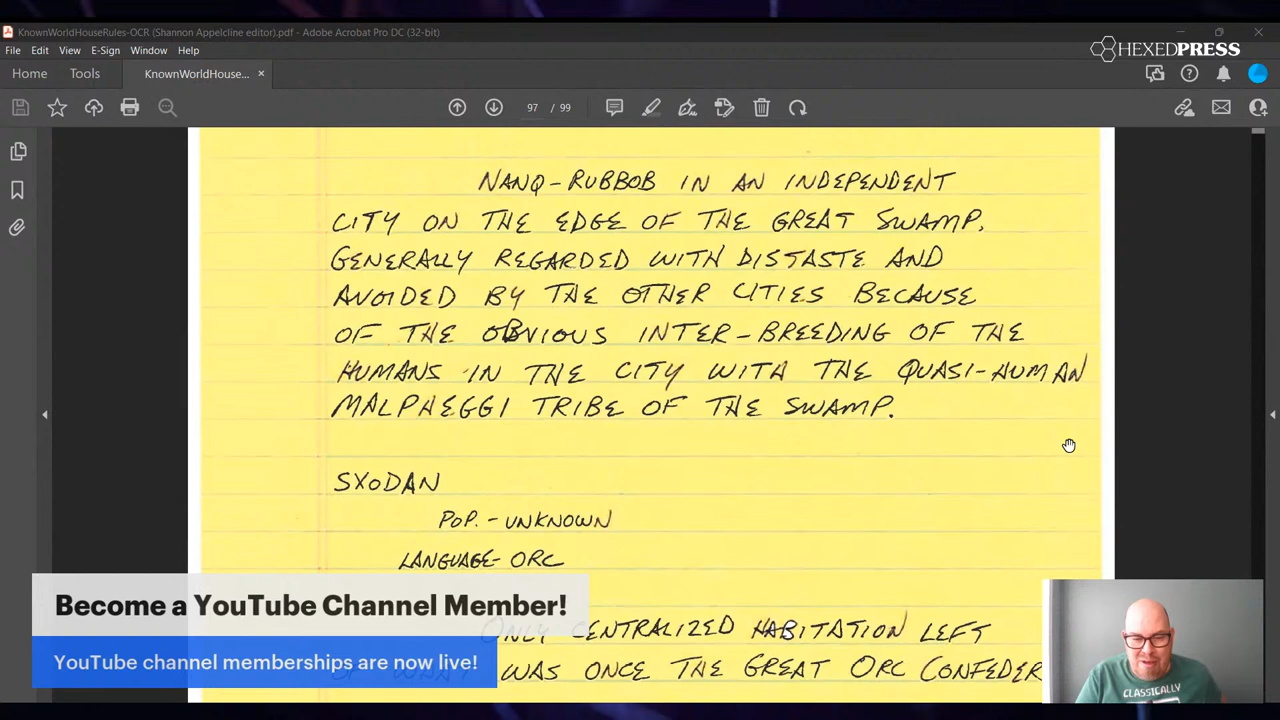 KnownWorldHouseRules-OCR (Shannon Appelcline editor).pdf - Adobe Acrobat Pro DC (32-bit)
File Edit View E-Sign Window Help
HEXEDPRESS
Home Tools KnownWorldHouse... ×
97 / 99
NANQ-RUBBOB IN AN INDEPENDENT
CITY ON THE EDGE OF THE GREAT SWAMP.
GENERALLY REGARDED WITH DISTASTE AND
AVOIDED BY THE OTHER CITIES BECAUSE
OF THE OBVIOUS INTER-BREEDING OF THE
HUMANS IN THE CITY WITH THE QUASI-HUMAN
MALPHEGGI TRIBE OF THE SWAMP.
SXODAN
POP. - UNKNOWN
LANGUAGE- ORC
ONLY CENTRALIZED HABITATION LEFT
OF WHAT WAS ONCE THE GREAT ORC CONFEDER
Become a YouTube Channel Member!
YouTube channel memberships are now live!
CLASSICALLY